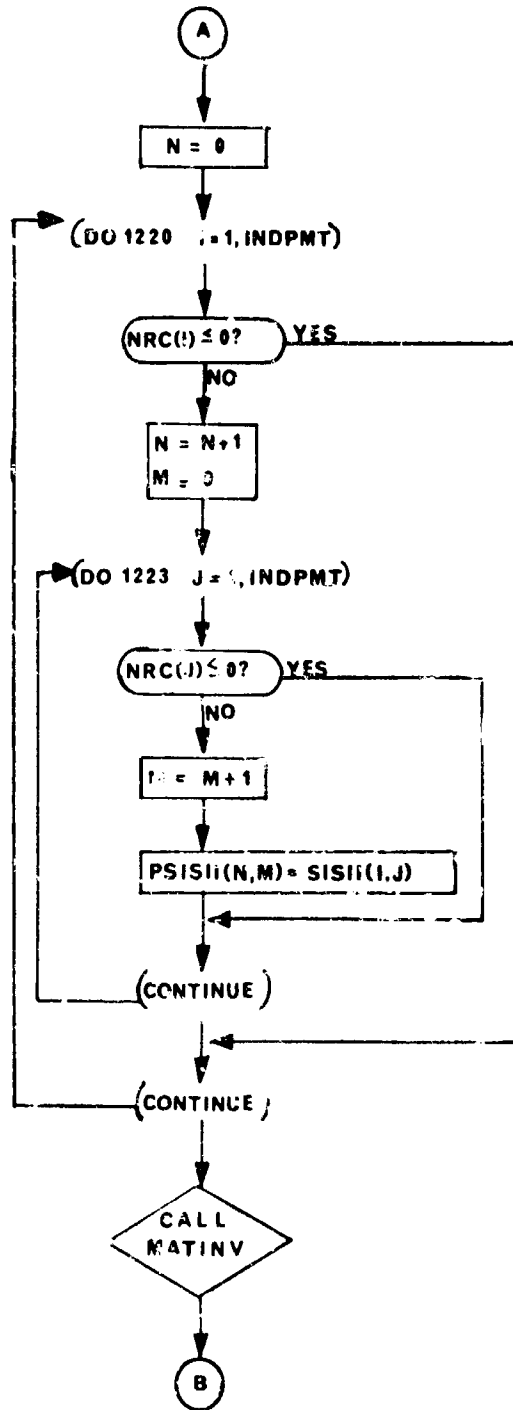 A
N = 0
(DO 1220 =1, INDPMT)
NRC(I) ≤ 0? YES
NO
N = N+1
M = 0
(DO 1223 J = , INDPMT)
NRC(J) ≤ 0? YES
NO
= M + 1
PSISIi(N,M) = SISIi(I,J)
(CONTINUE)
(CONTINUE)
CALL
MATINV
B